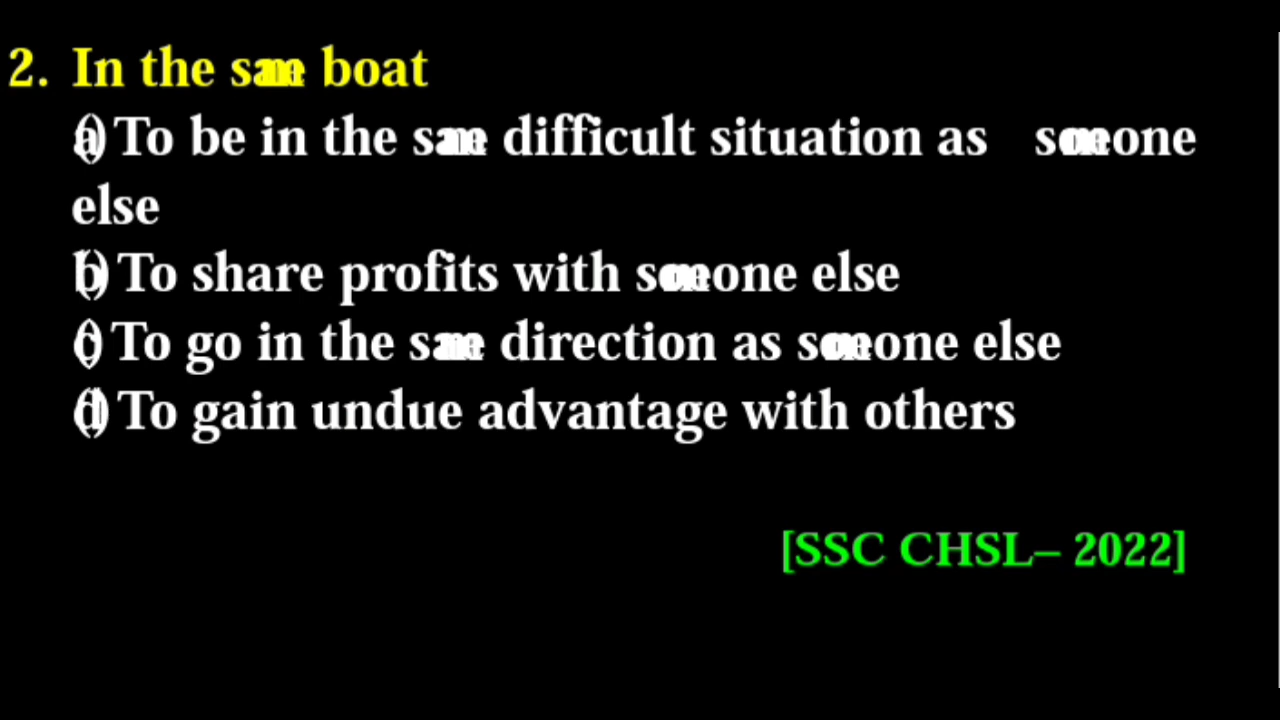 2. In the same boat
a) To be in the same difficult situation as someone
else
b) To share profits with someone else
c) To go in the same direction as someone else
d) To gain undue advantage with others
[SSC CHSL– 2022]